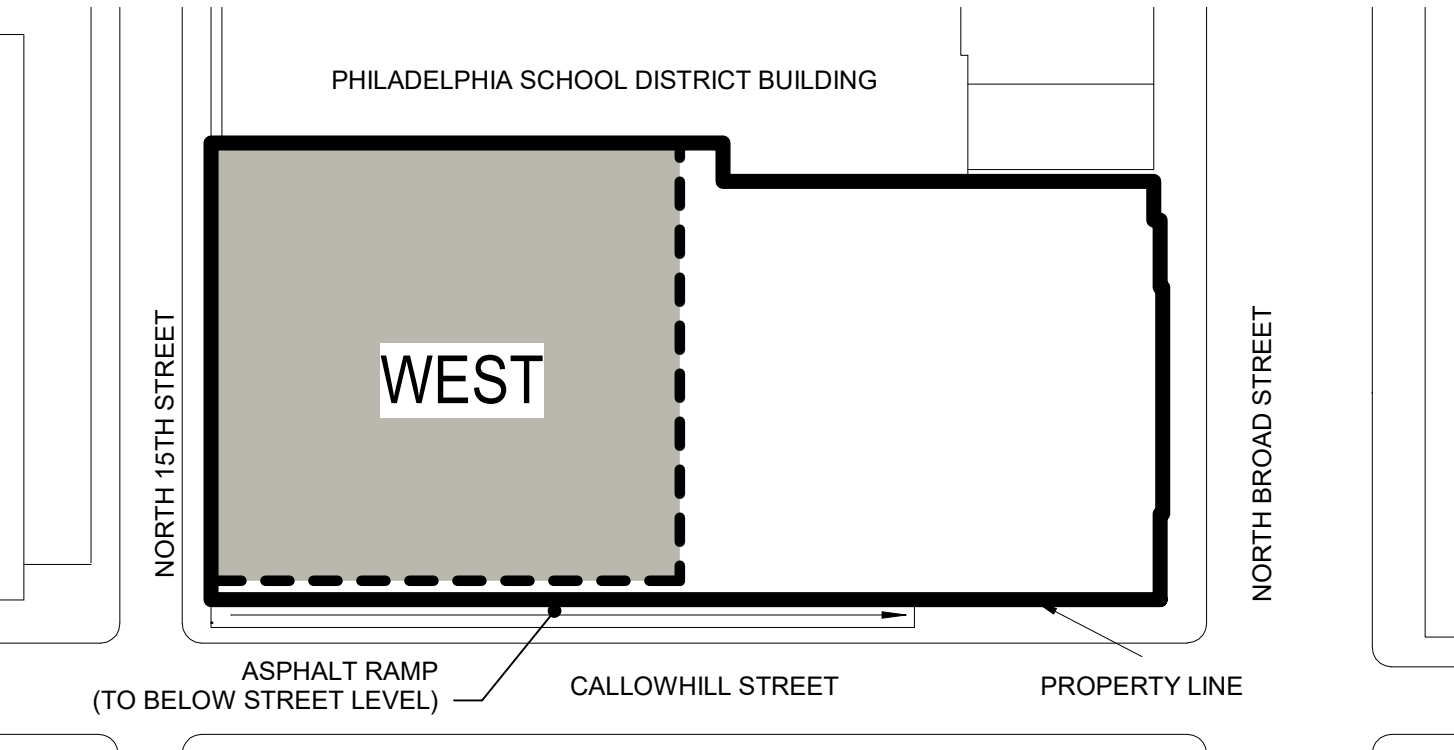 PHILADELPHIA SCHOOL DISTRICT BUILDING
WEST
NORTH 15TH STREET
NORTH BROAD STREET
ASPHALT RAMP
(TO BELOW STREET LEVEL)
CALLOWHILL STREET
PROPERTY LINE